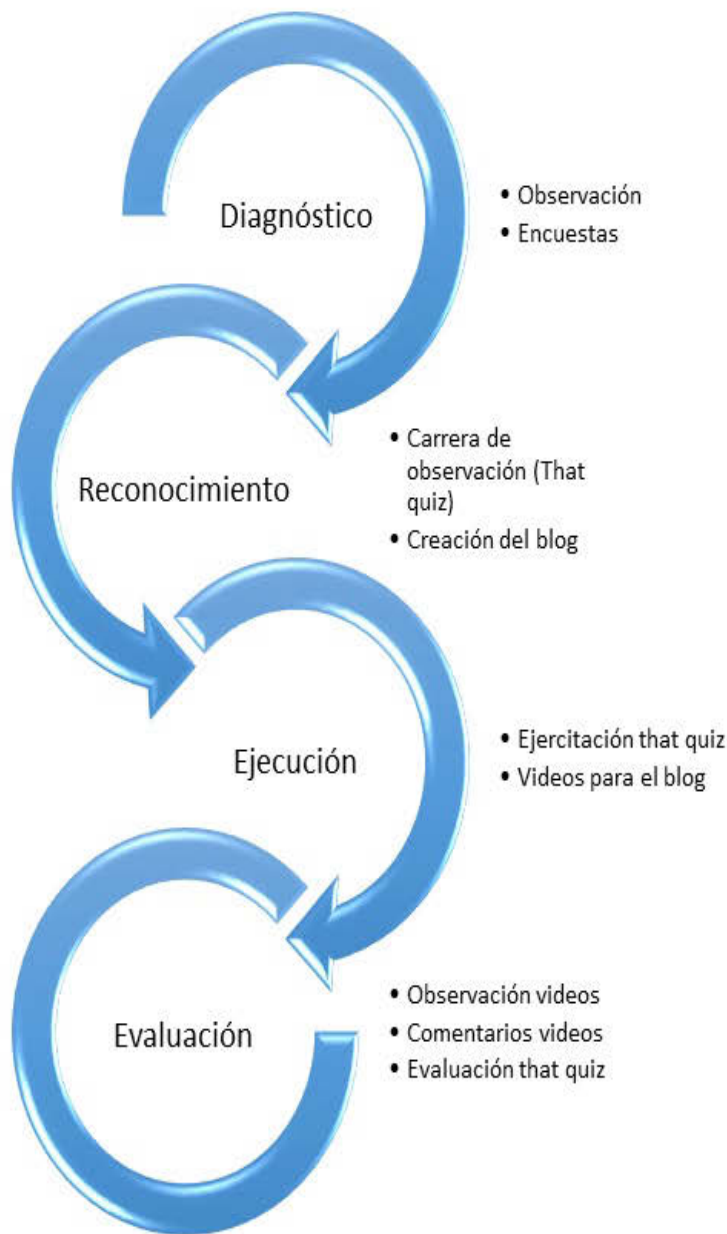 Diagnóstico
• Observación
• Encuestas
Reconocimiento
• Carrera de
observación (That
quiz)
• Creación del blog
Ejecución
• Ejercitación that quiz
• Videos para el blog
Evaluación
• Observación videos
• Comentarios videos
• Evaluación that quiz